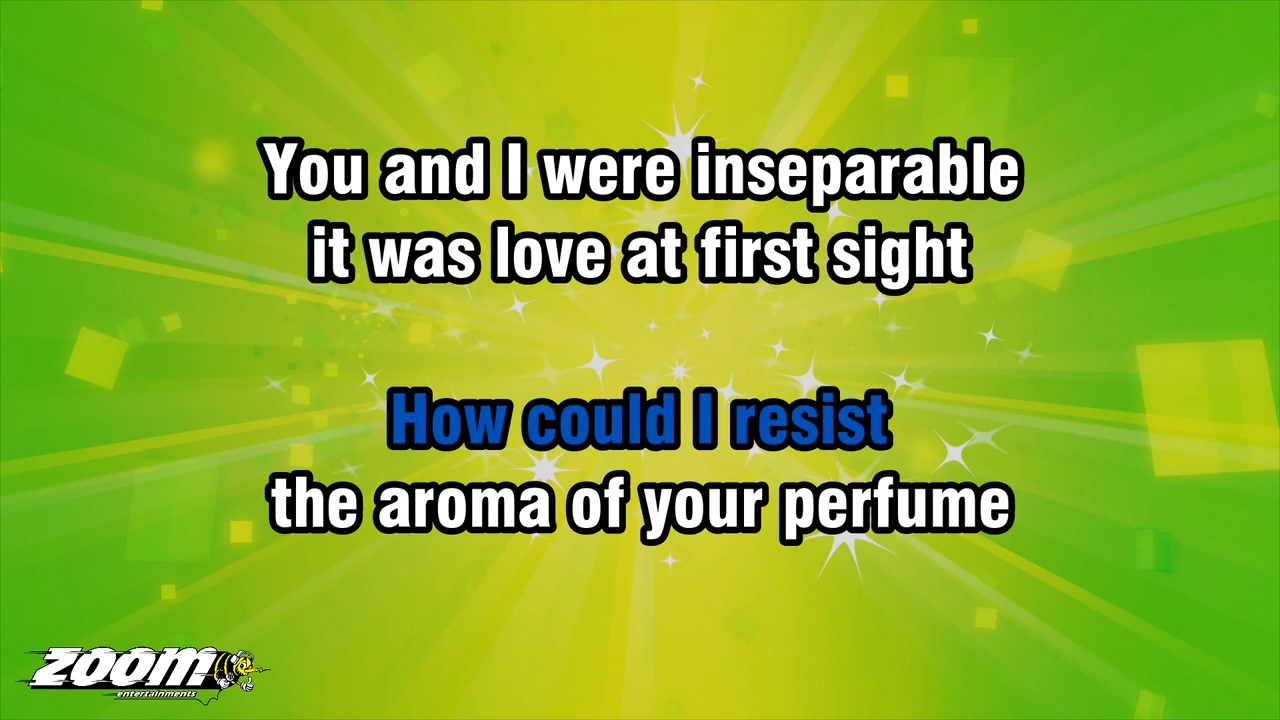 You and I were inseparable
it was love at first sight
How could I resist
the aroma of your perfume
ZOOM
entertainments